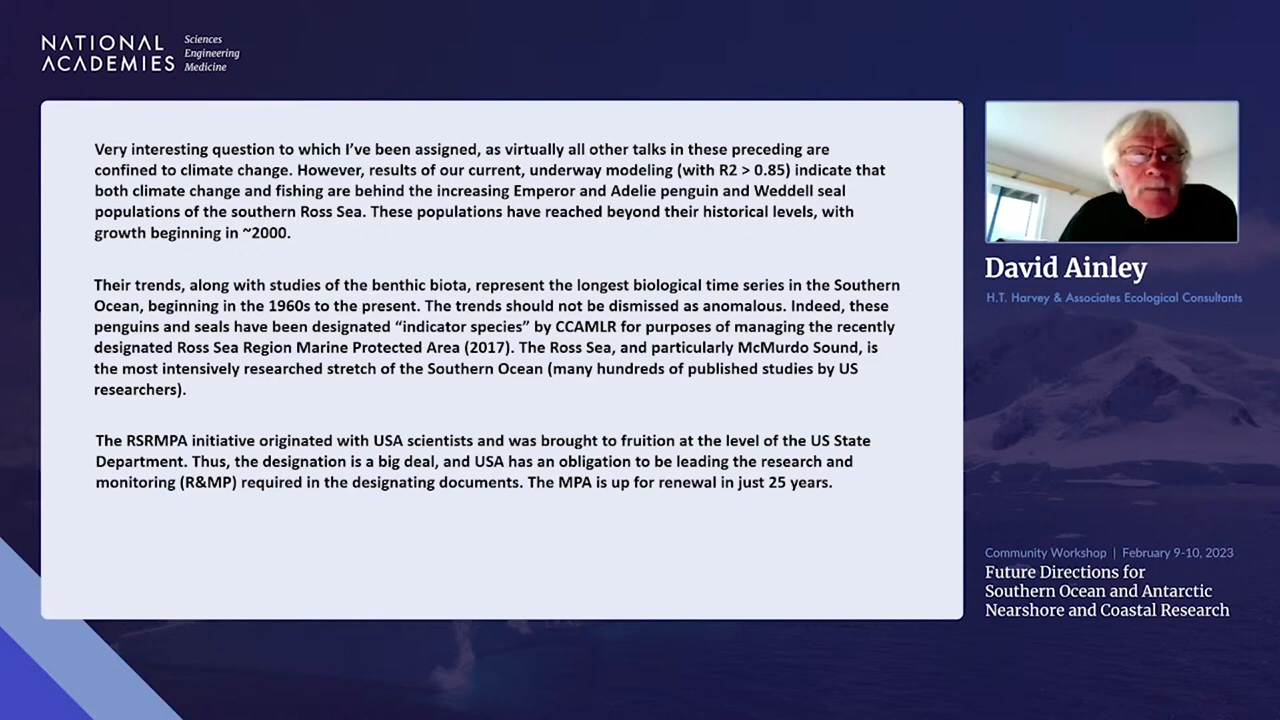 NATIONAL
ACADEMIES
Sciences
Engineering
Medicine
Very interesting question to which I've been assigned, as virtually all other talks in these preceding are
confined to climate change. However, results of our current, underway modeling (with R2 > 0.85) indicate that
both climate change and fishing are behind the increasing Emperor and Adelie penguin and Weddell seal
populations of the southern Ross Sea. These populations have reached beyond their historical levels, with
growth beginning in ~2000.
Their trends, along with studies of the benthic biota, represent the longest biological time series in the Southern
Ocean, beginning in the 1960s to the present. The trends should not be dismissed as anomalous. Indeed, these
penguins and seals have been designated “indicator species” by CCAMLR for purposes of managing the recently
designated Ross Sea Region Marine Protected Area (2017). The Ross Sea, and particularly McMurdo Sound, is
the most intensively researched stretch of the Southern Ocean (many hundreds of published studies by US
researchers).
The RSRMPA initiative originated with USA scientists and was brought to fruition at the level of the US State
Department. Thus, the designation is a big deal, and USA has an obligation to be leading the research and
monitoring (R&MP) required in the designating documents. The MPA is up for renewal in just 25 years.
David Ainley
H.T. Harvey & Associates Ecological Consultants
Community Workshop | February 9-10, 2023
Future Directions for
Southern Ocean and Antarctic
Nearshore and Coastal Research